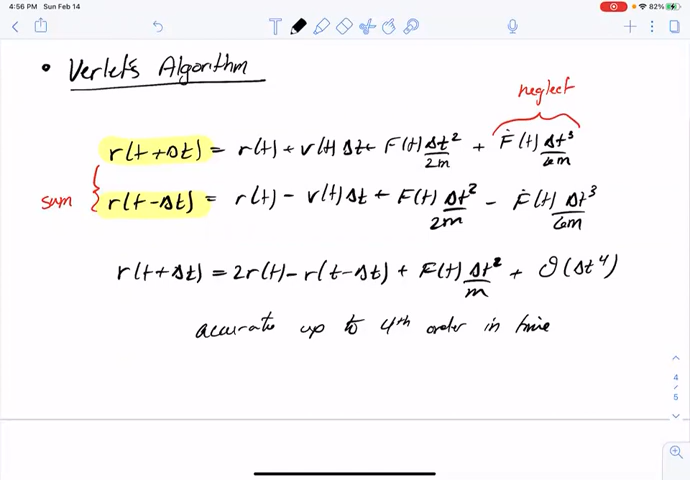 4:56 PM Sun Feb 14
82%
• Verlet's Algorithm
neglect
r(t+Δt) = r(t) + v(t)Δt + F(t) Δt²/2m + Ḟ(t) Δt³/6m
sum
r(t-Δt) = r(t) - v(t)Δt + F(t) Δt²/2m - Ḟ(t) Δt³/6m
r(t+Δt) = 2r(t) - r(t-Δt) + F(t) Δt²/m + O(Δt⁴)
accurate up to 4th order in time
4
/
5